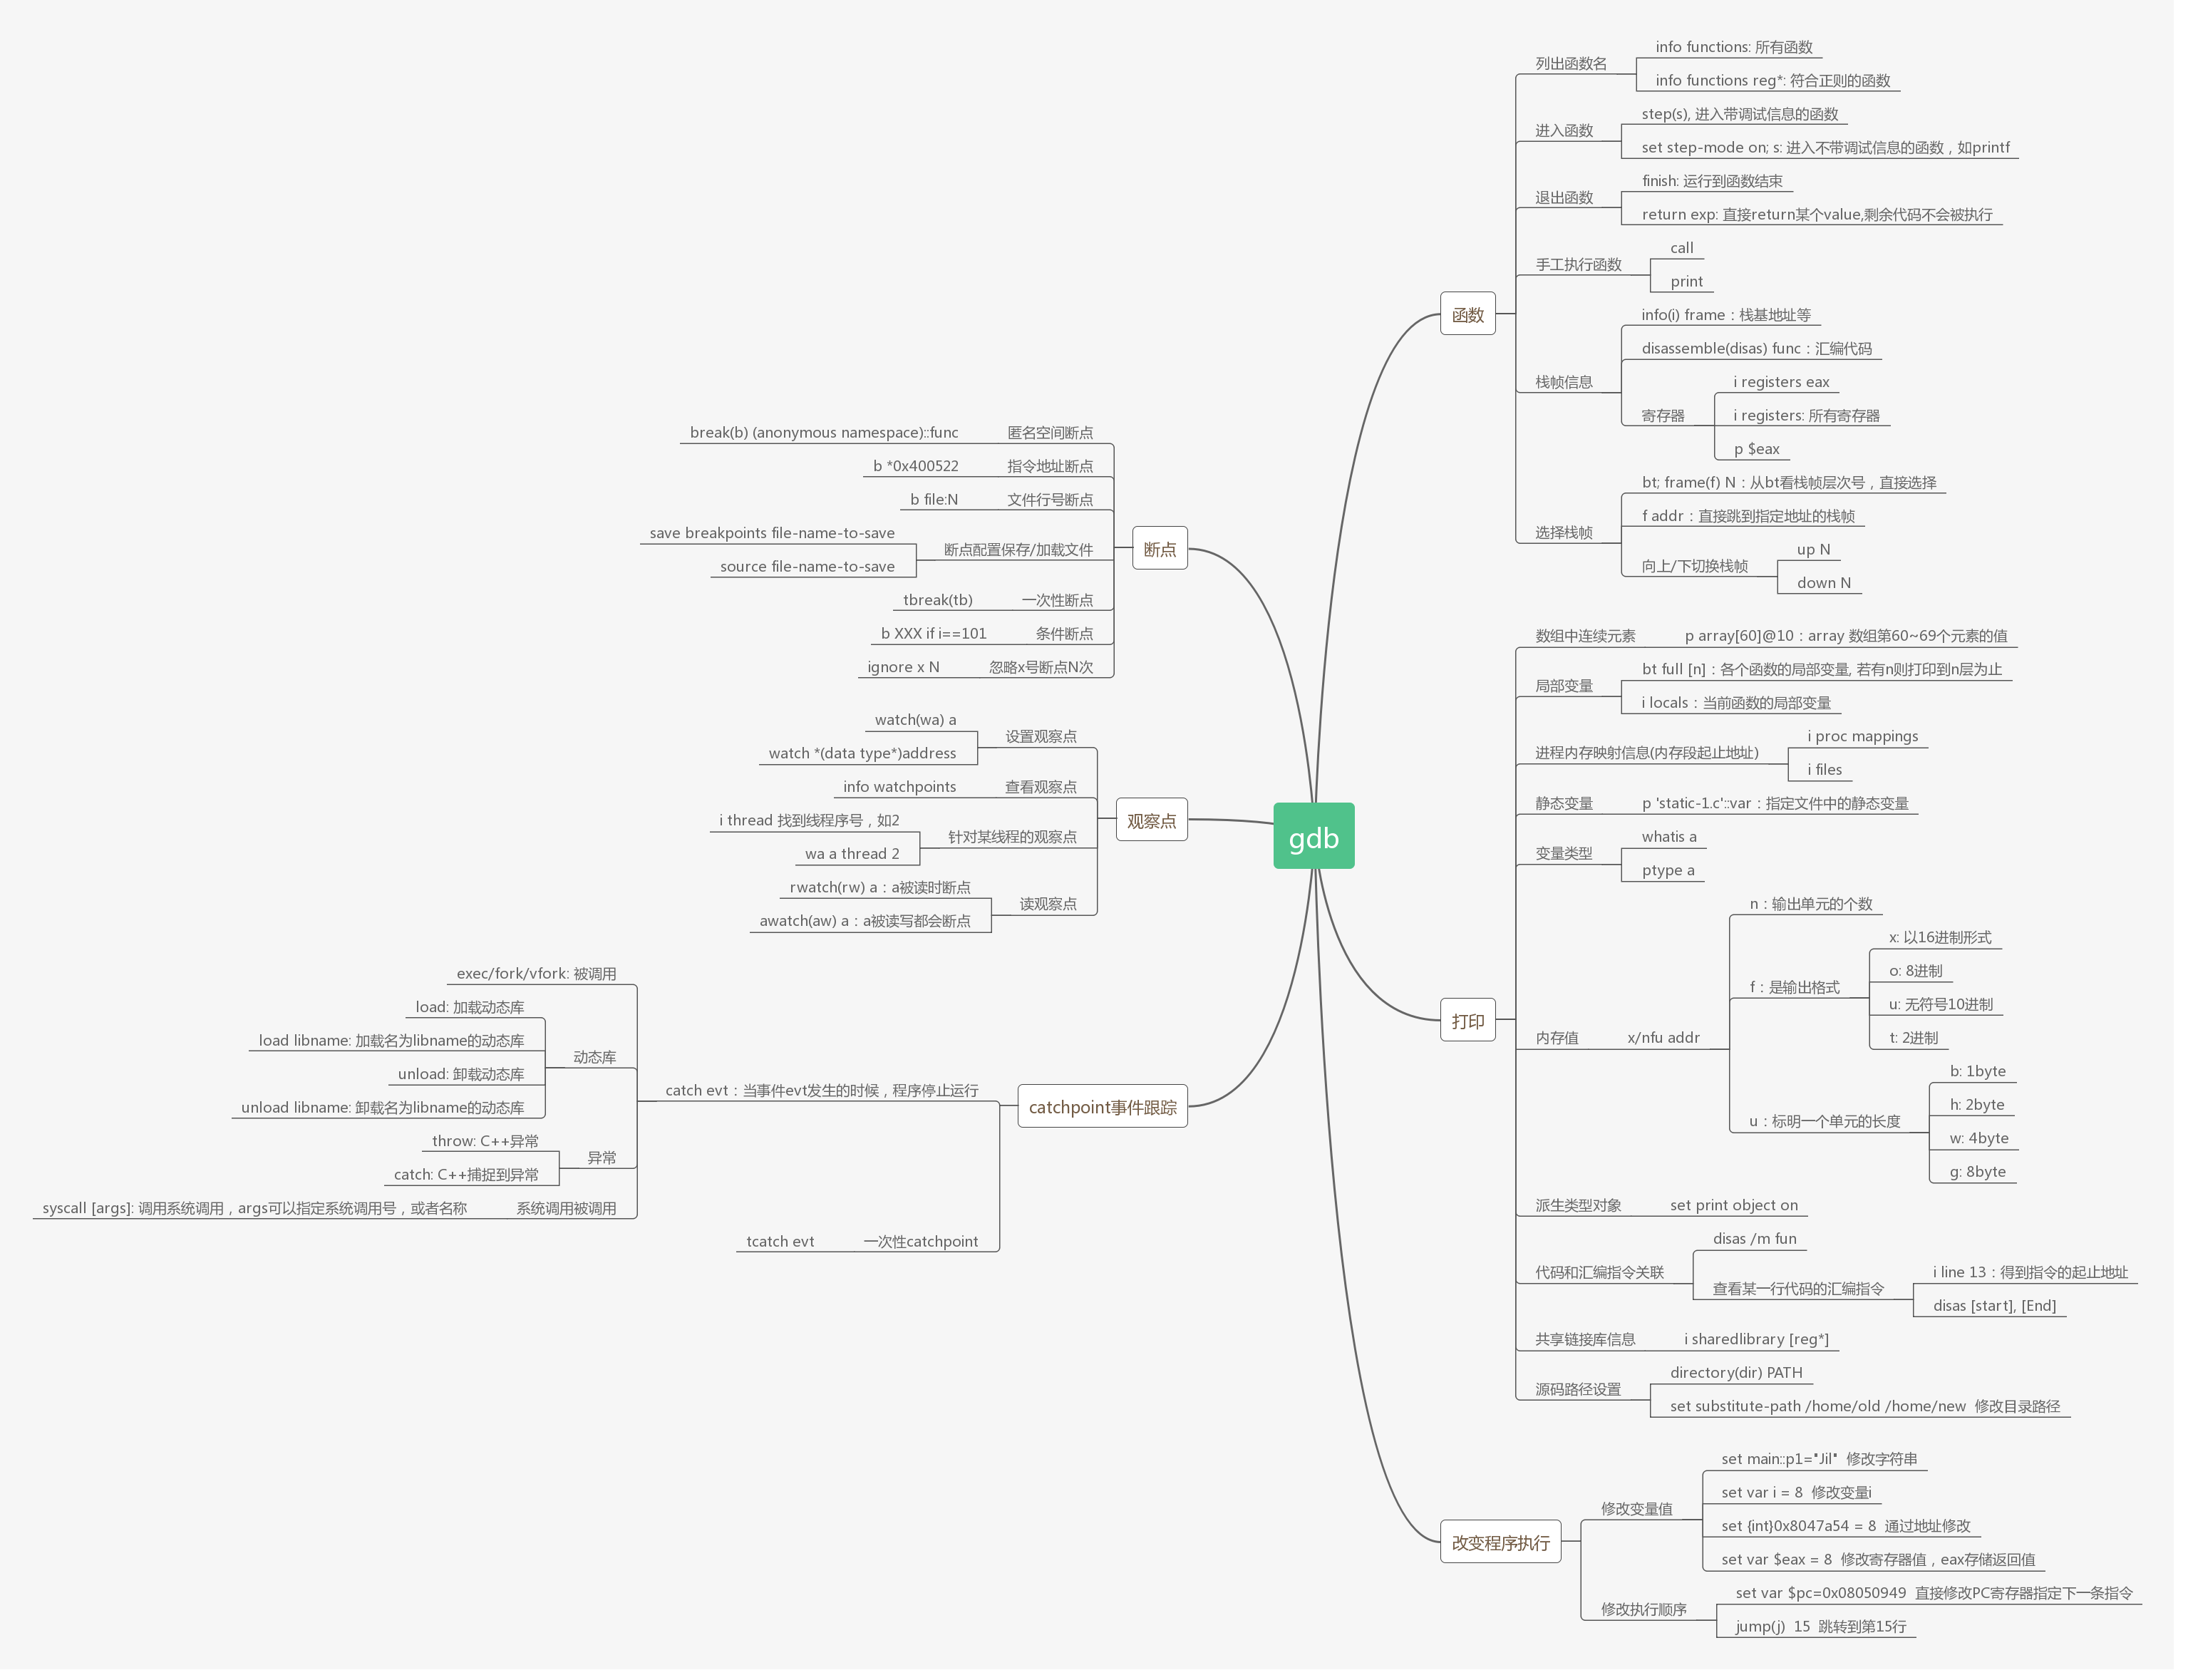 gdb
函数
列出函数名
info functions: 所有函数
info functions reg*: 符合正则的函数
进入函数
step(s), 进入带调试信息的函数
set step-mode on; s: 进入不带调试信息的函数，如printf
退出函数
finish: 运行到函数结束
return exp: 直接return某个value,剩余代码不会被执行
手工执行函数
call
print
栈帧信息
info(i) frame：栈基地址等
disassemble(disas) func：汇编代码
寄存器
i registers eax
i registers: 所有寄存器
p $eax
选择栈帧
bt; frame(f) N：从bt看栈帧层次号，直接选择
f addr：直接跳到指定地址的栈帧
向上/下切换栈帧
up N
down N
打印
数组中连续元素
p array[60]@10：array 数组第60~69个元素的值
局部变量
bt full [n]：各个函数的局部变量, 若有n则打印到n层为止
i locals：当前函数的局部变量
进程内存映射信息(内存段起止地址)
i proc mappings
i files
静态变量
p 'static-1.c'::var：指定文件中的静态变量
变量类型
whatis a
ptype a
内存值
x/nfu addr
n：输出单元的个数
f：是输出格式
x: 以16进制形式
o: 8进制
u: 无符号10进制
t: 2进制
u：标明一个单元的长度
b: 1byte
h: 2byte
w: 4byte
g: 8byte
派生类型对象
set print object on
代码和汇编指令关联
disas /m fun
查看某一行代码的汇编指令
i line 13：得到指令的起止地址
disas [start], [End]
共享链接库信息
i sharedlibrary [reg*]
源码路径设置
directory(dir) PATH
set substitute-path /home/old /home/new 修改目录路径
改变程序执行
修改变量值
set main::p1="Jil" 修改字符串
set var i = 8 修改变量i
set {int}0x8047a54 = 8 通过地址修改
set var $eax = 8 修改寄存器值，eax存储返回值
修改执行顺序
set var $pc=0x08050949 直接修改PC寄存器指定下一条指令
jump(j) 15 跳转到第15行
断点
匿名空间断点
break(b) (anonymous namespace)::func
指令地址断点
b *0x400522
文件行号断点
b file:N
断点配置保存/加载文件
save breakpoints file-name-to-save
source file-name-to-save
一次性断点
tbreak(tb)
条件断点
b XXX if i==101
忽略x号断点N次
ignore x N
观察点
设置观察点
watch(wa) a
watch *(data type*)address
查看观察点
info watchpoints
针对某线程的观察点
i thread 找到线程序号，如2
wa a thread 2
读观察点
rwatch(rw) a：a被读时断点
awatch(aw) a：a被读写都会断点
catchpoint事件跟踪
catch evt：当事件evt发生的时候，程序停止运行
exec/fork/vfork: 被调用
动态库
load: 加载动态库
load libname: 加载名为libname的动态库
unload: 卸载动态库
unload libname: 卸载名为libname的动态库
异常
throw: C++异常
catch: C++捕捉到异常
系统调用被调用
syscall [args]: 调用系统调用，args可以指定系统调用号，或者名称
一次性catchpoint
tcatch evt